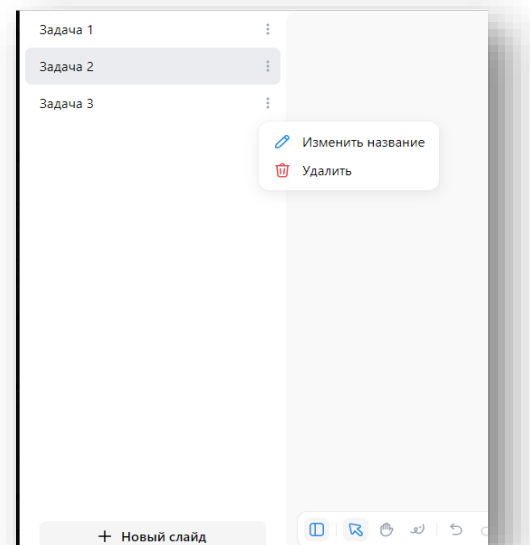 Задача 1
Задача 2
Задача 3
Изменить название
Удалить
+ Новый слайд